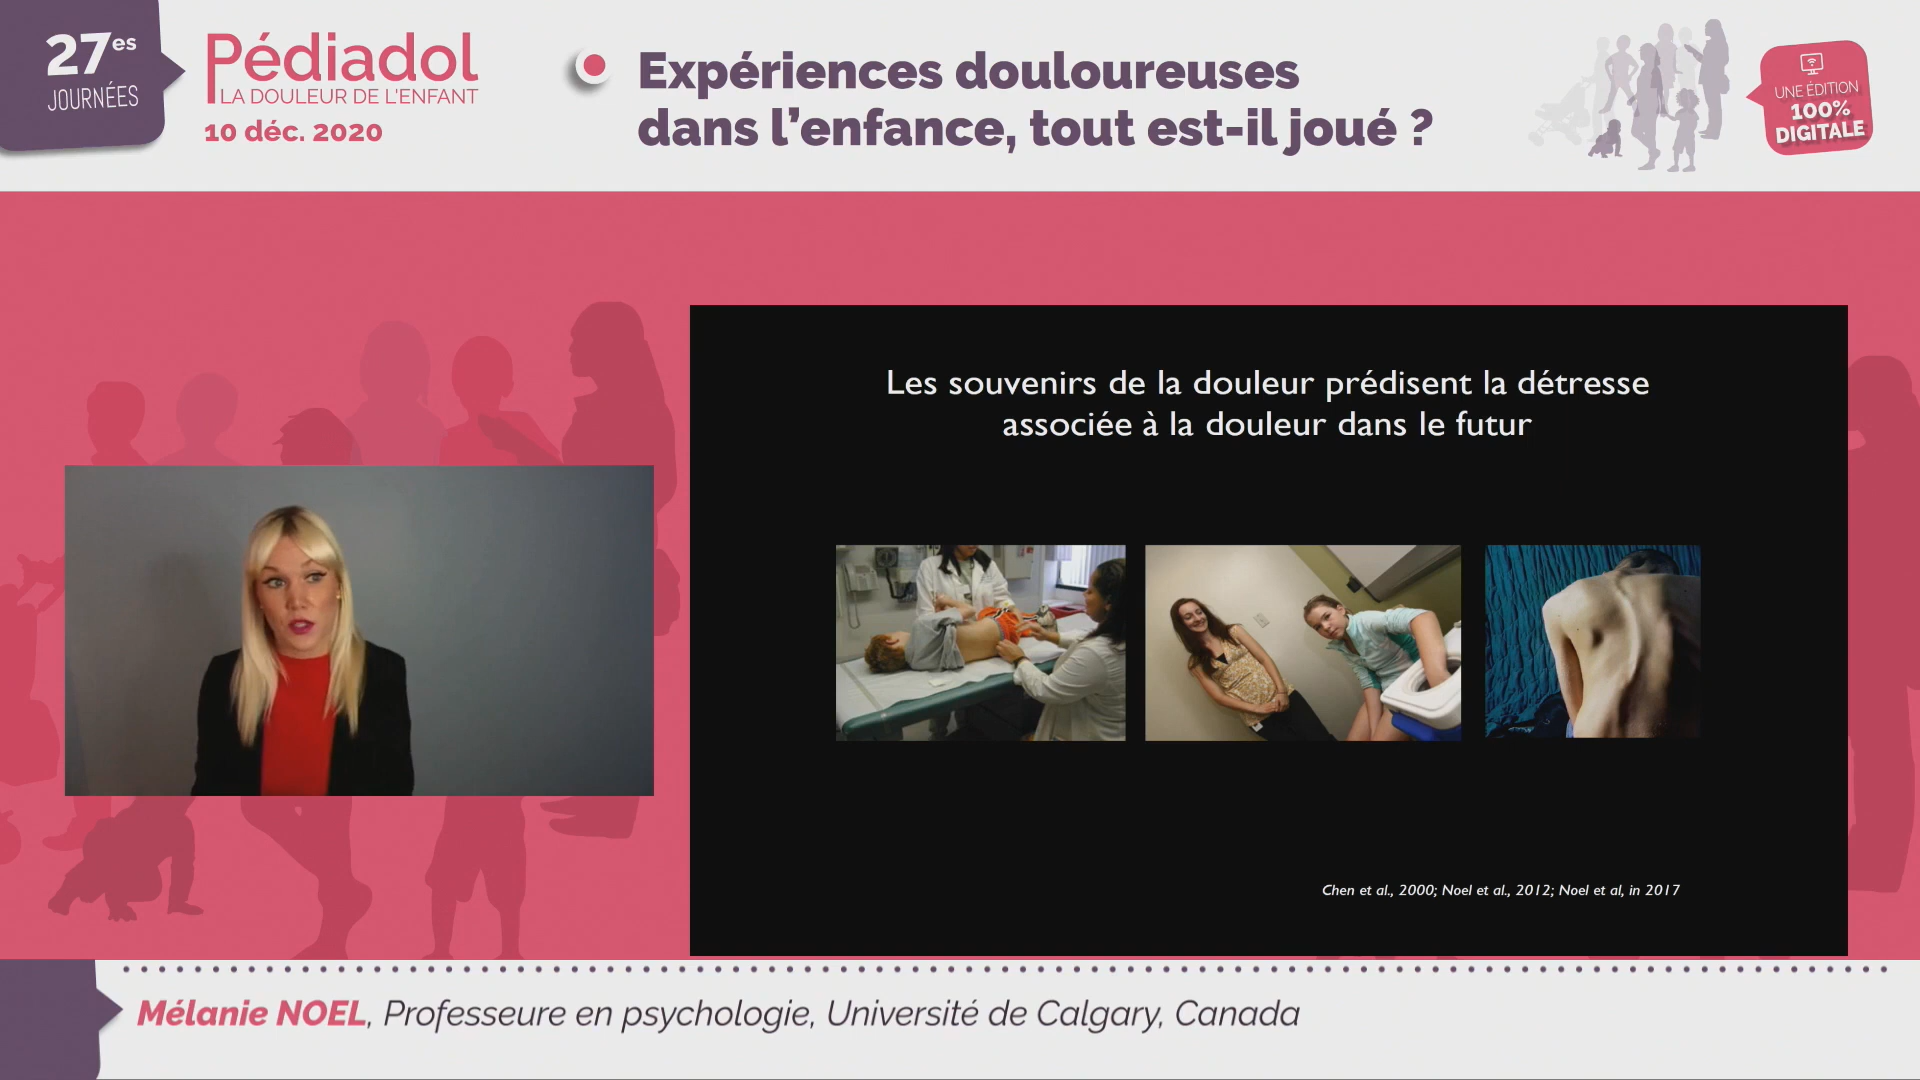 27es
JOURNÉES
Pédiadol
LA DOULEUR DE L'ENFANT
10 déc. 2020
Expériences douloureuses
dans l'enfance, tout est-il joué ?
UNE ÉDITION
100%
DIGITALE
Les souvenirs de la douleur prédisent la détresse
associée à la douleur dans le futur
Chen et al., 2000; Noel et al., 2012; Noel et al, in 2017
Mélanie NOEL, Professeure en psychologie, Université de Calgary, Canada